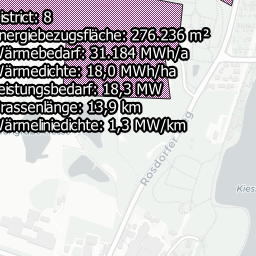 istrict: 8
nergiebezugsfläche: 276.236 m²
Wärmebedarf: 31.184 MWh/a
Wärmedichte: 18,0 MWh/ha
eistungsbedarf: 18,3 MW
rassenlänge: 13,9 km
Wärmeliniedichte: 1,3 MW/km
Rosdorfer
Kies